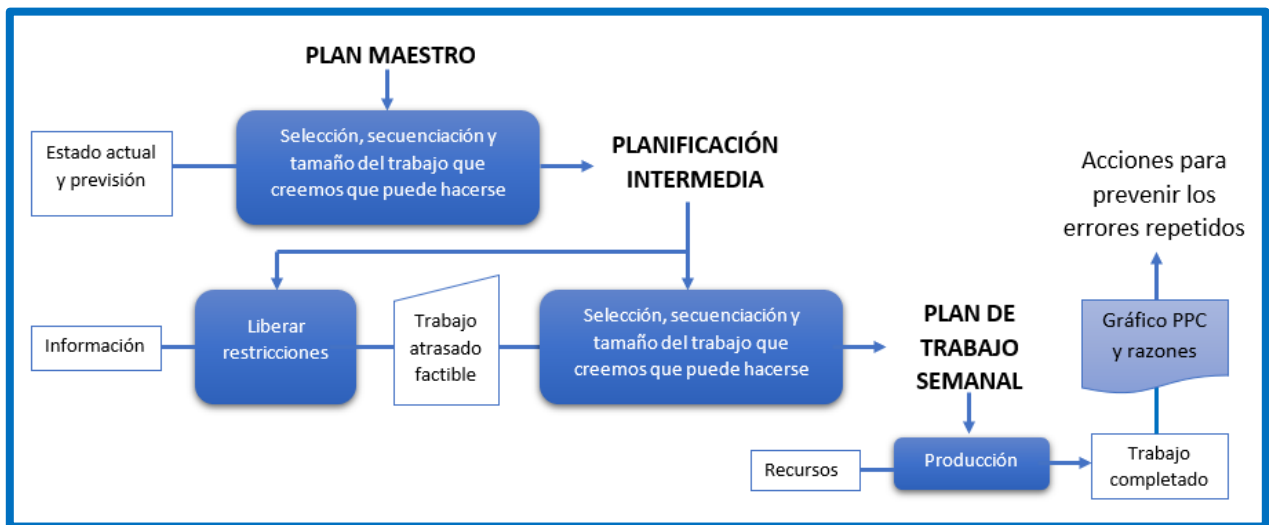 PLAN MAESTRO
Estado actual
y previsión
Selección, secuenciación y
tamaño del trabajo que
creemos que puede hacerse
PLANIFICACIÓN
INTERMEDIA
Acciones para
prevenir los
errores repetidos
Información
Liberar
restricciones
Trabajo
atrasado
factible
Selección, secuenciación y
tamaño del trabajo que
creemos que puede hacerse
PLAN DE
TRABAJO
SEMANAL
Gráfico PPC
y razones
Recursos
Producción
Trabajo
completado